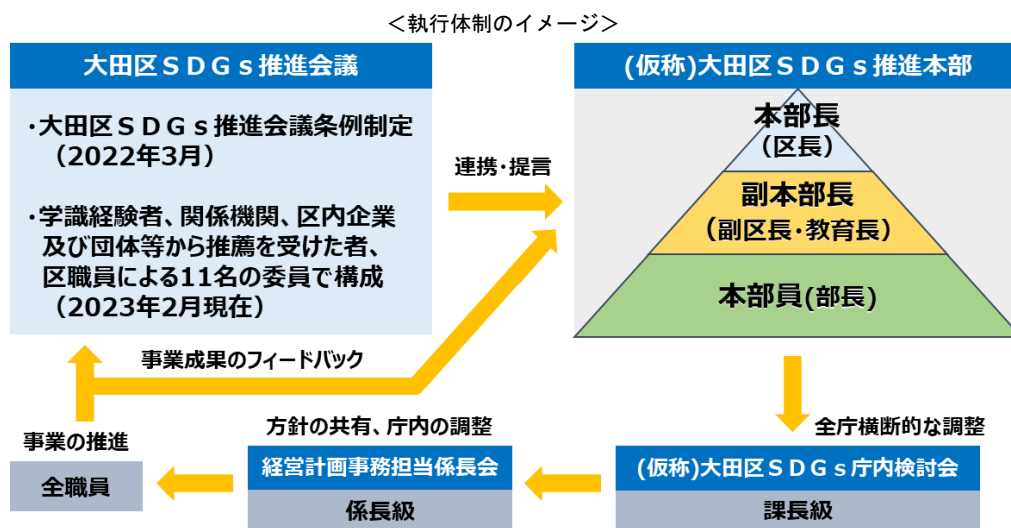 ＜執行体制のイメージ＞
大田区ＳＤＧｓ推進会議
・大田区ＳＤＧｓ推進会議条例制定
（2022年3月）
・学識経験者、関係機関、区内企業
及び団体等から推薦を受けた者、
区職員による11名の委員で構成
（2023年2月現在）
連携・提言
(仮称)大田区ＳＤＧｓ推進本部
本部長
（区長）
副本部長
（副区長・教育長）
本部員(部長)
事業成果のフィードバック
全庁横断的な調整
(仮称)大田区ＳＤＧｓ庁内検討会
課長級
方針の共有、庁内の調整
経営計画事務担当係長会
係長級
事業の推進
全職員